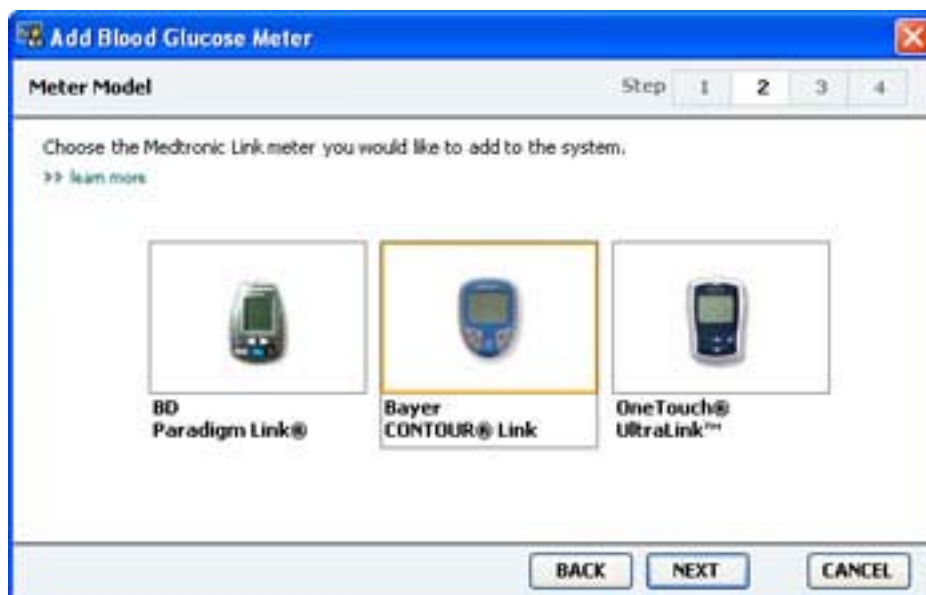 Add Blood Glucose Meter
Meter Model
Step 1 2 3 4
Choose the Medtronic Link meter you would like to add to the system.
>> learn more
BD
Paradigm Link®
Bayer
CONTOUR® Link
OneTouch®
UltraLink™
BACK NEXT CANCEL